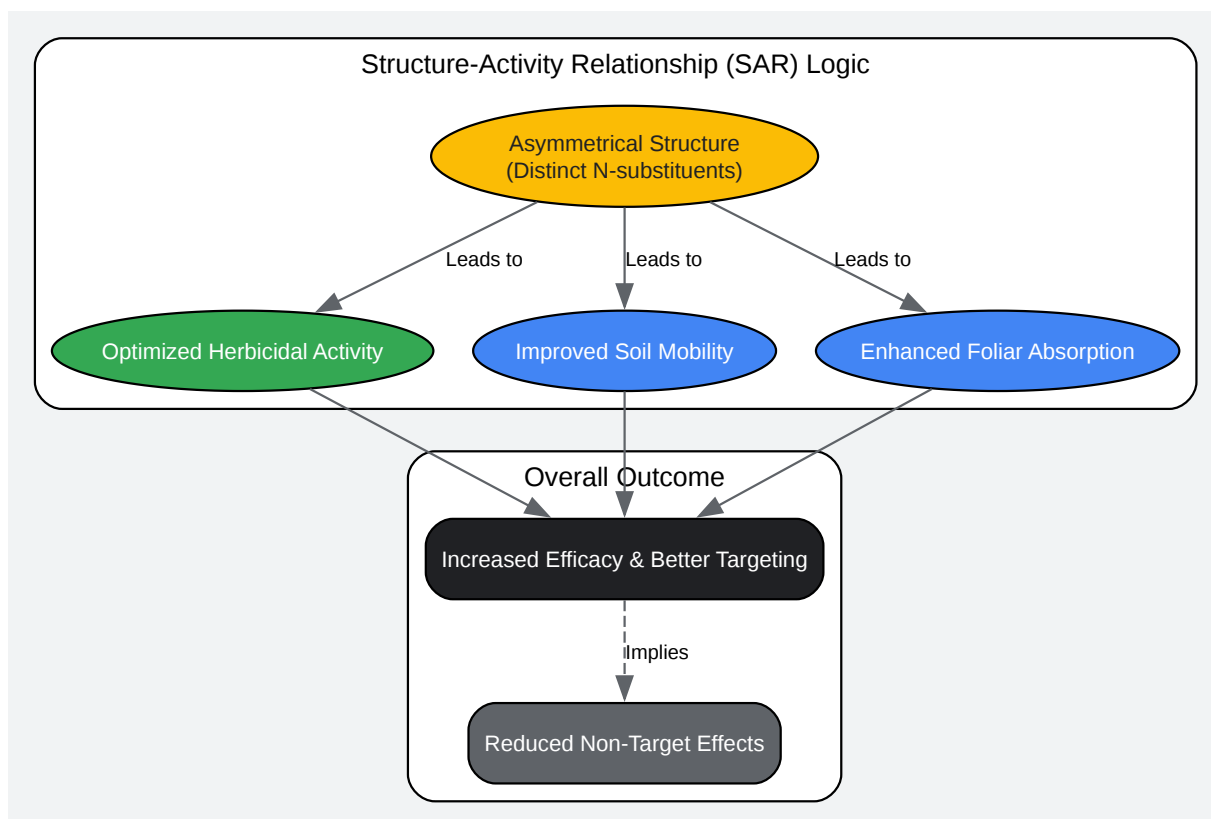 Structure-Activity Relationship (SAR) Logic
Asymmetrical Structure
(Distinct N-substituents)
Leads to
Leads to
Leads to
Optimized Herbicidal Activity
Improved Soil Mobility
Enhanced Foliar Absorption
Overall Outcome
Increased Efficacy & Better Targeting
Implies
Reduced Non-Target Effects